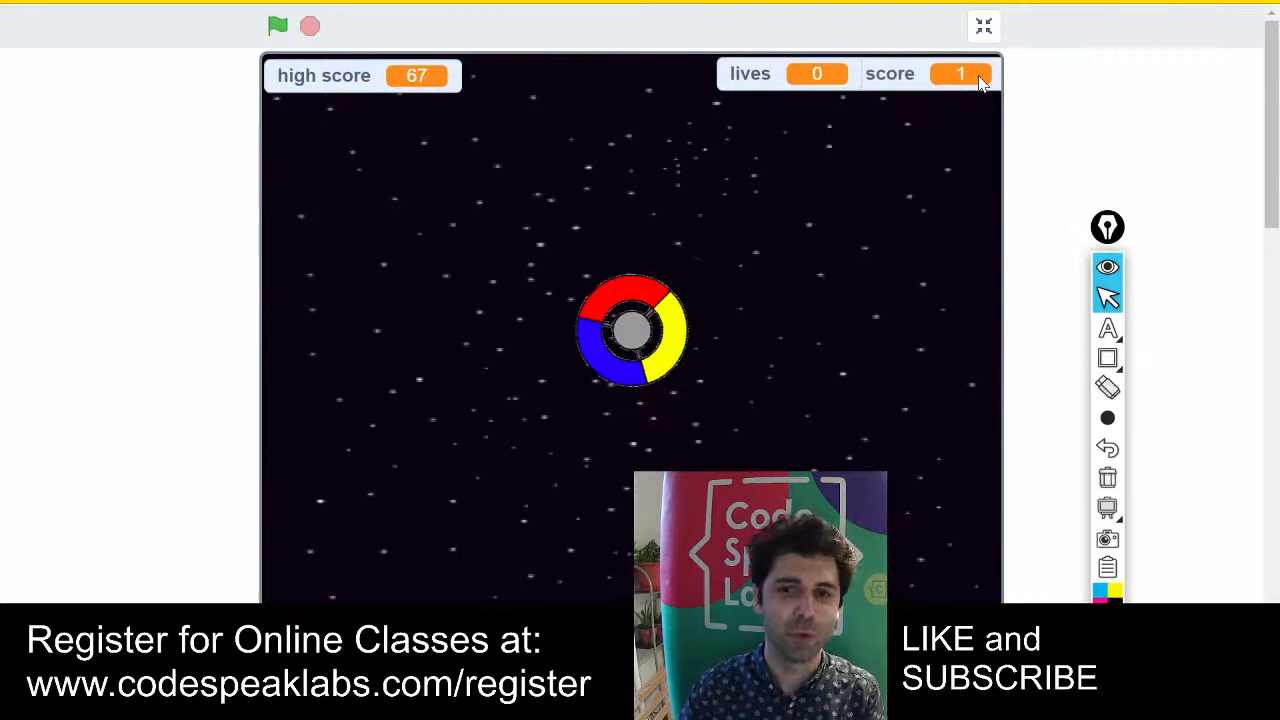 high score 67
lives 0 score 1
A
Code
Register for Online Classes at:
www.codespeaklabs.com/register
LIKE and
SUBSCRIBE